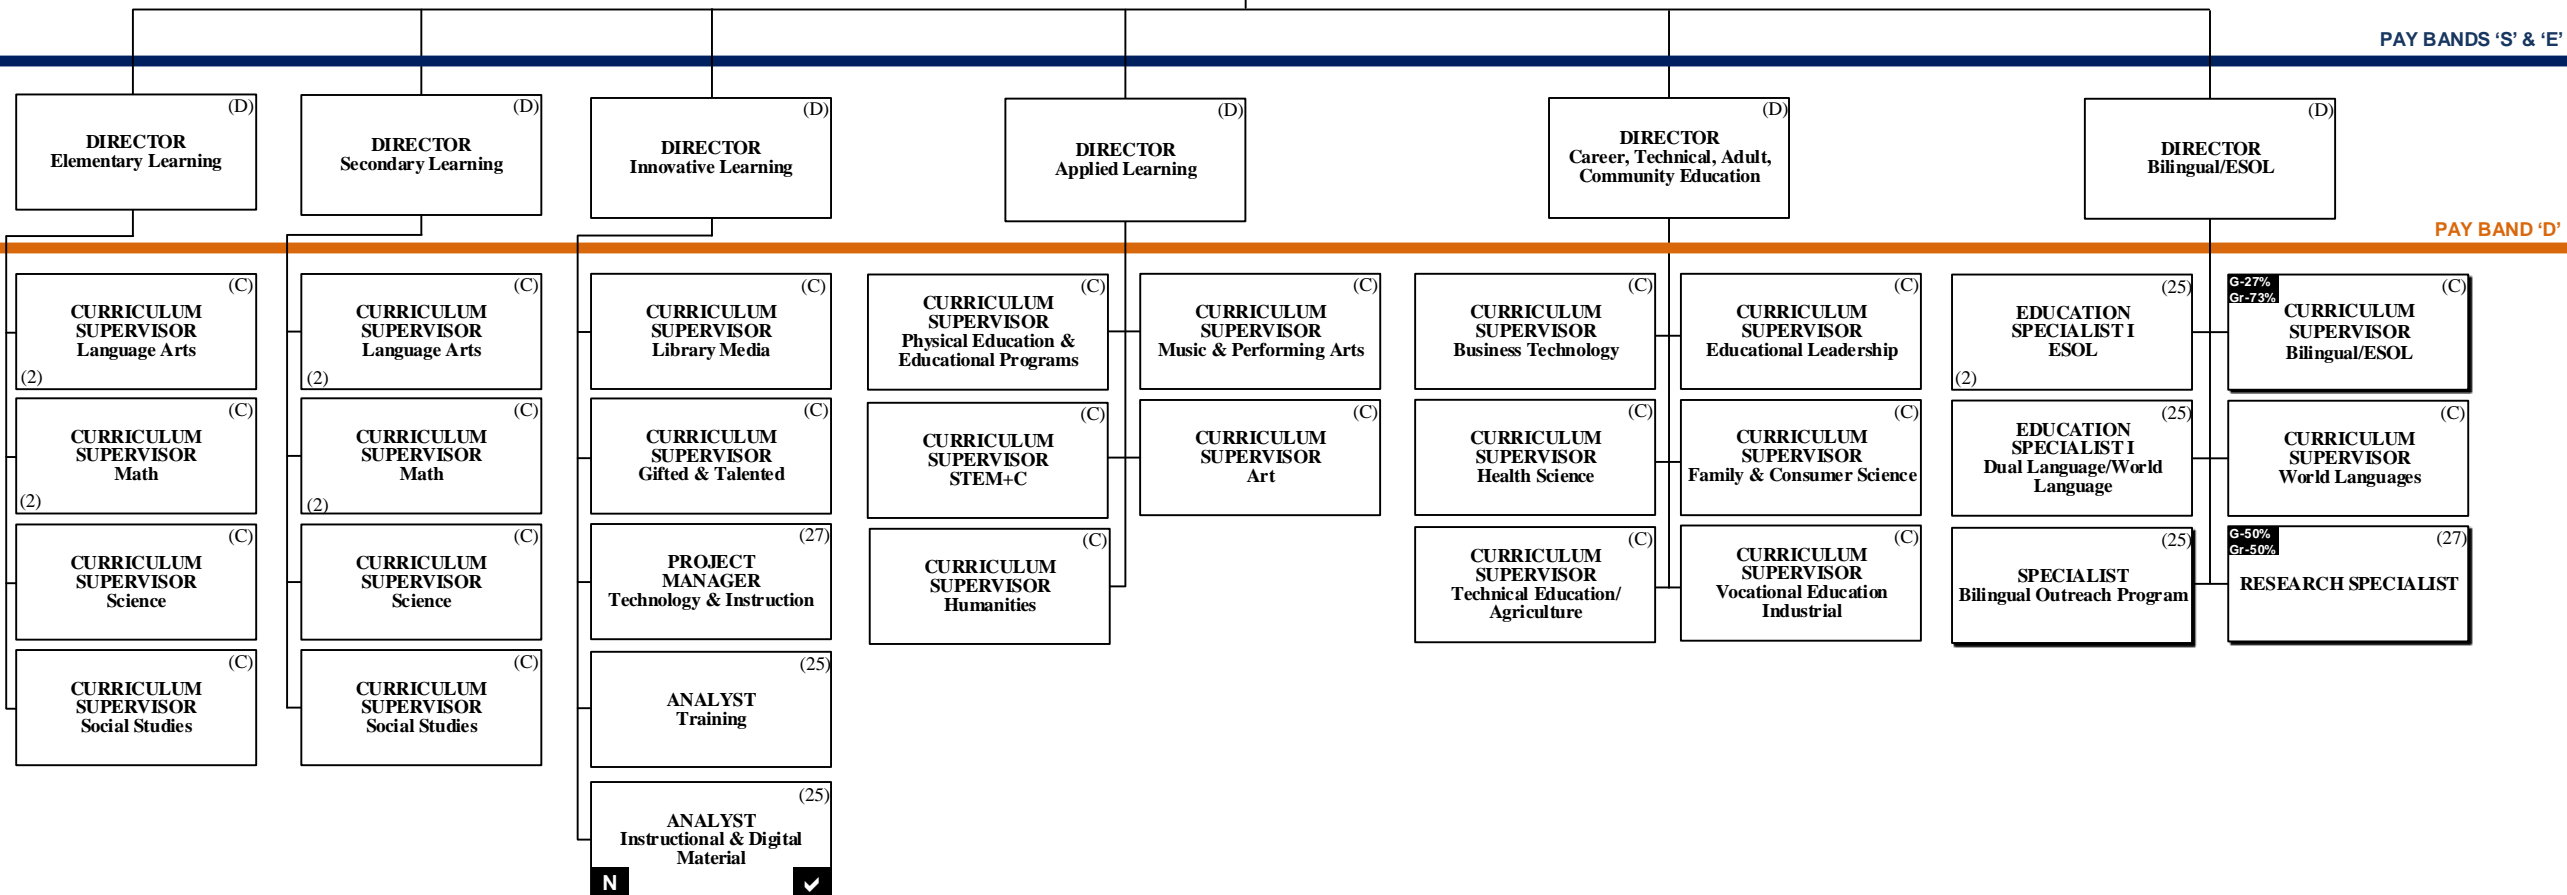 PAY BANDS ‘S’ & ‘E’
(D)
DIRECTOR
Elementary Learning
(D)
DIRECTOR
Secondary Learning
(D)
DIRECTOR
Innovative Learning
(D)
DIRECTOR
Applied Learning
(D)
DIRECTOR
Career, Technical, Adult,
Community Education
(D)
DIRECTOR
Bilingual/ESOL
PAY BAND ‘D’
(C)
CURRICULUM
SUPERVISOR
Language Arts
(2)
(C)
CURRICULUM
SUPERVISOR
Math
(2)
(C)
CURRICULUM
SUPERVISOR
Science
(C)
CURRICULUM
SUPERVISOR
Social Studies
(C)
CURRICULUM
SUPERVISOR
Language Arts
(2)
(C)
CURRICULUM
SUPERVISOR
Math
(2)
(C)
CURRICULUM
SUPERVISOR
Science
(C)
CURRICULUM
SUPERVISOR
Social Studies
(C)
CURRICULUM
SUPERVISOR
Library Media
(C)
CURRICULUM
SUPERVISOR
Gifted & Talented
(27)
PROJECT
MANAGER
Technology & Instruction
(25)
ANALYST
Training
(25)
ANALYST
Instructional & Digital
Material
N
(C)
CURRICULUM
SUPERVISOR
Physical Education &
Educational Programs
(C)
CURRICULUM
SUPERVISOR
Music & Performing Arts
(C)
CURRICULUM
SUPERVISOR
STEM+C
(C)
CURRICULUM
SUPERVISOR
Art
(C)
CURRICULUM
SUPERVISOR
Humanities
(C)
CURRICULUM
SUPERVISOR
Business Technology
(C)
CURRICULUM
SUPERVISOR
Educational Leadership
(C)
CURRICULUM
SUPERVISOR
Health Science
(C)
CURRICULUM
SUPERVISOR
Family & Consumer Science
(C)
CURRICULUM
SUPERVISOR
Technical Education/
Agriculture
(C)
CURRICULUM
SUPERVISOR
Vocational Education
Industrial
(25)
EDUCATION
SPECIALIST I
ESOL
(2)
G-27%
Gr-73%
(C)
CURRICULUM
SUPERVISOR
Bilingual/ESOL
(25)
EDUCATION
SPECIALIST I
Dual Language/World
Language
(C)
CURRICULUM
SUPERVISOR
World Languages
(25)
SPECIALIST
Bilingual Outreach Program
G-50%
Gr-50%
(27)
RESEARCH SPECIALIST